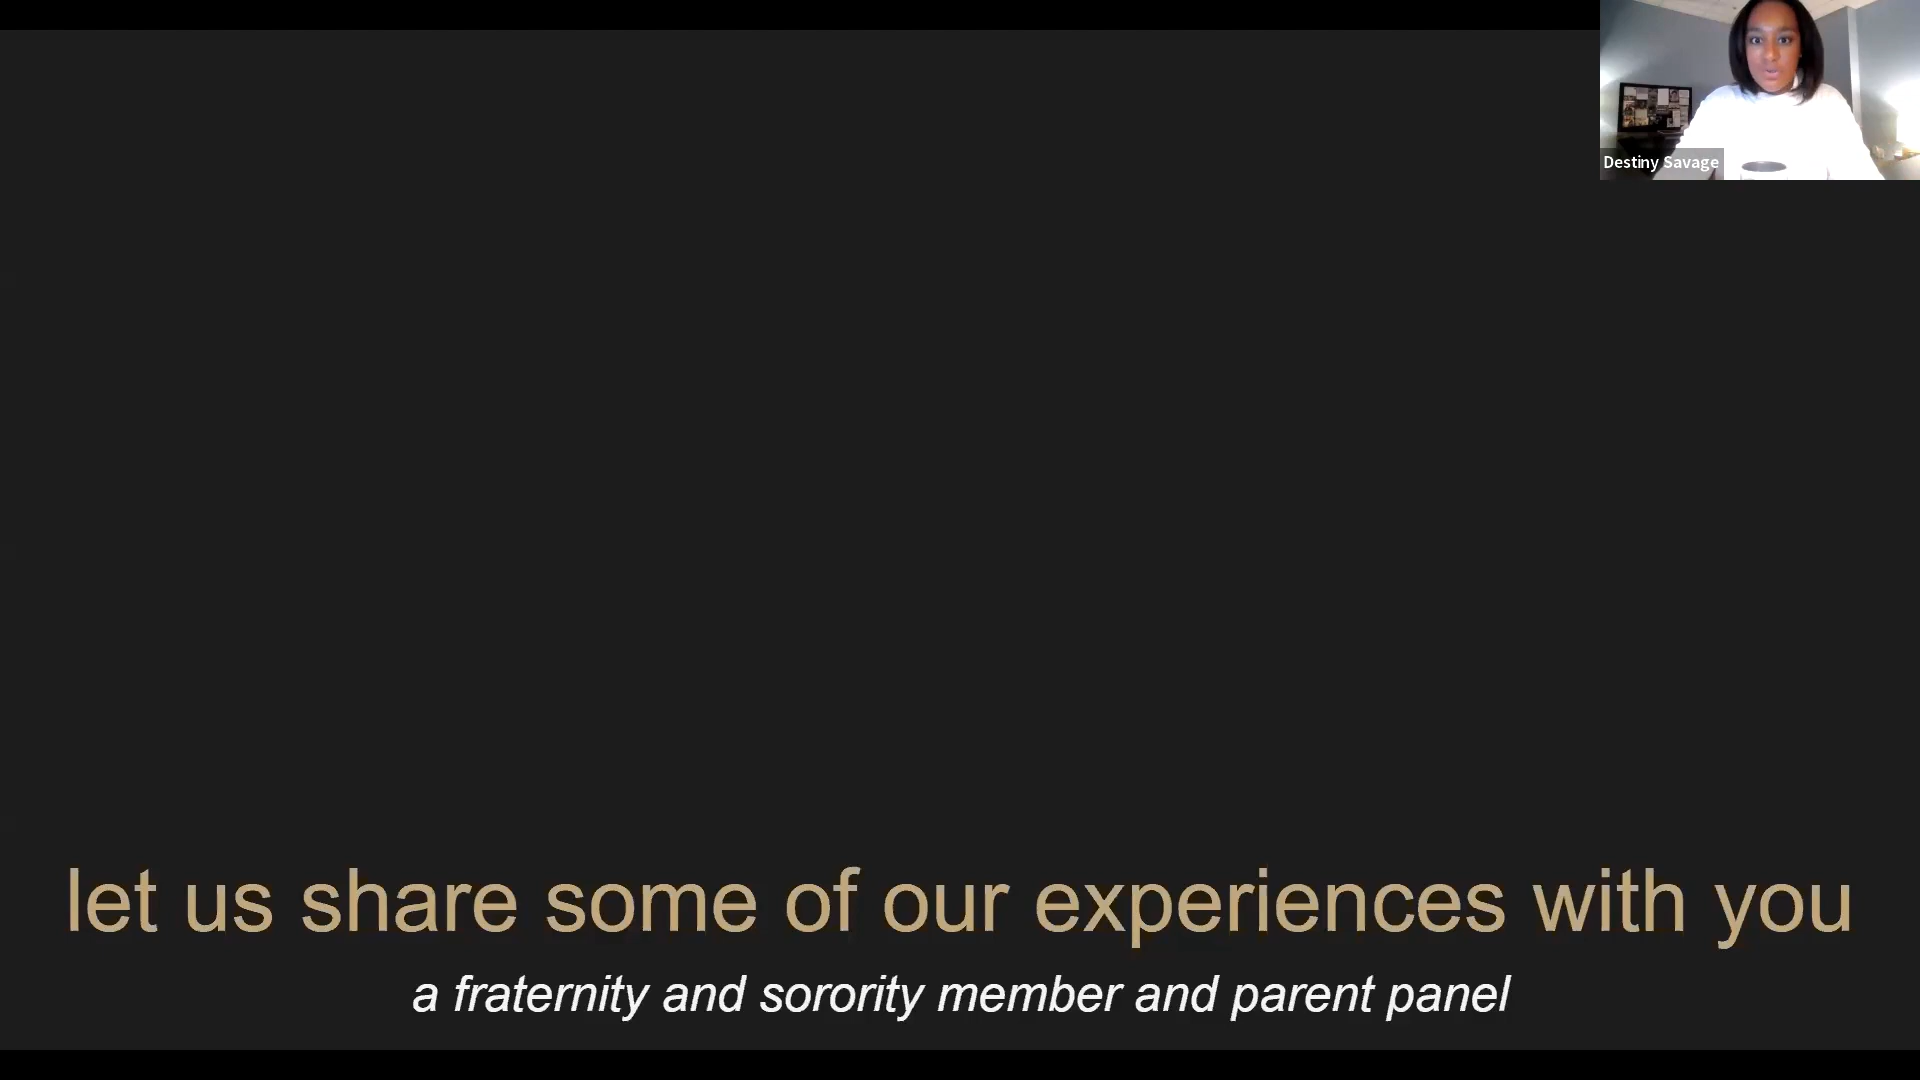 Destiny Savage
let us share some of our experiences with you
a fraternity and sorority member and parent panel